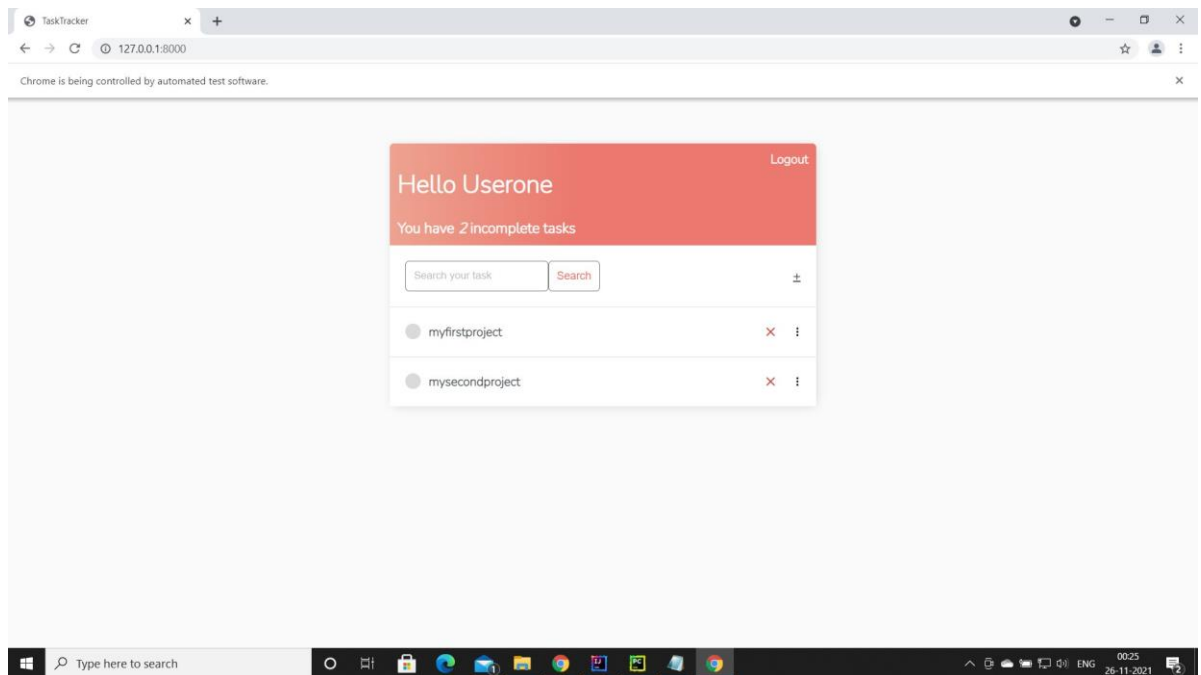 TaskTracker
127.0.0.1:8000
Chrome is being controlled by automated test software.
Logout
Hello Userone
You have 2 incomplete tasks
Search your task Search
myfirstproject
mysecondproject
Type here to search
ENG
00:25
26-11-2021